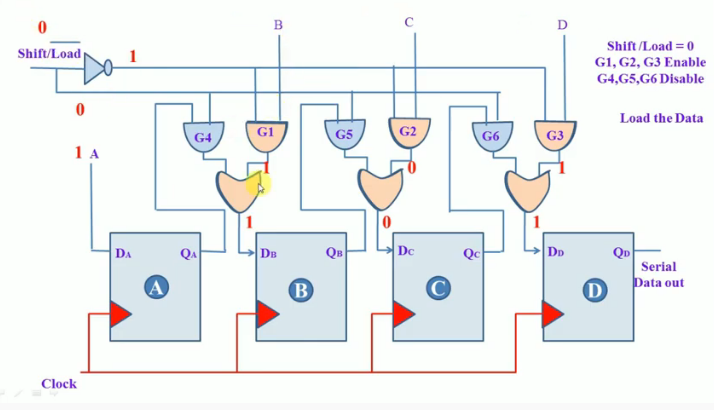 0
B
C
D
Shift/Load
1
Shift /Load = 0
G1, G2, G3 Enable
G4,G5,G6 Disable
Load the Data
0
G4
G1
G5
G2
G6
G3
1 A
1
0
1
1
0
1
DA
QA
DB
QB
DC
QC
DD
QD
A
B
C
D
Serial
Data out
Clock